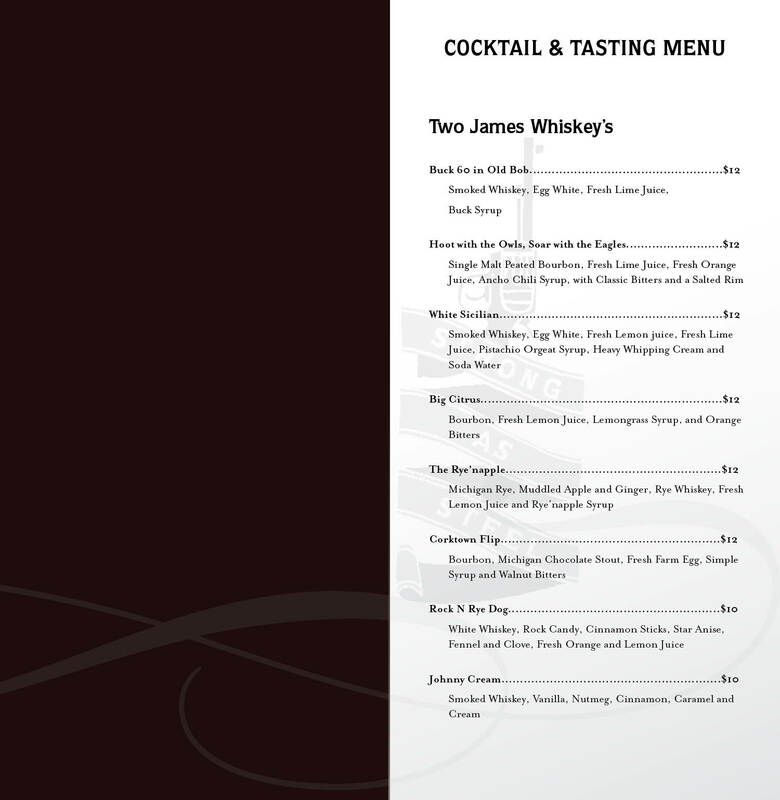 COCKTAIL & TASTING MENU
Two James Whiskey's
Buck 60 in Old Bob....................................................$12
Smoked Whiskey, Egg White, Fresh Lime Juice,
Buck Syrup
Hoot with the Owls, Soar with the Eagles..........................$12
Single Malt Peated Bourbon, Fresh Lime Juice, Fresh Orange
Juice, Ancho Chili Syrup, with Classic Bitters and a Salted Rim
White Sicilian............................................................$12
Smoked Whiskey, Egg White, Fresh Lemon juice, Fresh Lime
Juice, Pistachio Orgeat Syrup, Heavy Whipping Cream and
Soda Water
Big Citrus.................................................................$12
Bourbon, Fresh Lemon Juice, Lemongrass Syrup, and Orange
Bitters
The Rye'napple..........................................................$12
Michigan Rye, Muddled Apple and Ginger, Rye Whiskey, Fresh
Lemon Juice and Rye'napple Syrup
Corktown Flip...........................................................$12
Bourbon, Michigan Chocolate Stout, Fresh Farm Egg, Simple
Syrup and Walnut Bitters
Rock N Rye Dog.........................................................$10
White Whiskey, Rock Candy, Cinnamon Sticks, Star Anise,
Fennel and Clove, Fresh Orange and Lemon Juice
Johnny Cream...........................................................$10
Smoked Whiskey, Vanilla, Nutmeg, Cinnamon, Caramel and
Cream
STRONG
AS
STEEL